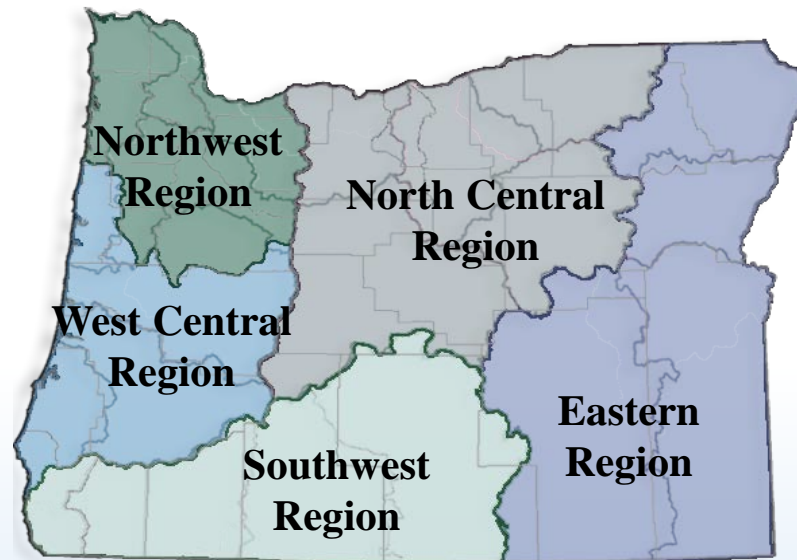 Northwest
Region
North Central
Region
West Central
Region
Eastern
Region
Southwest
Region